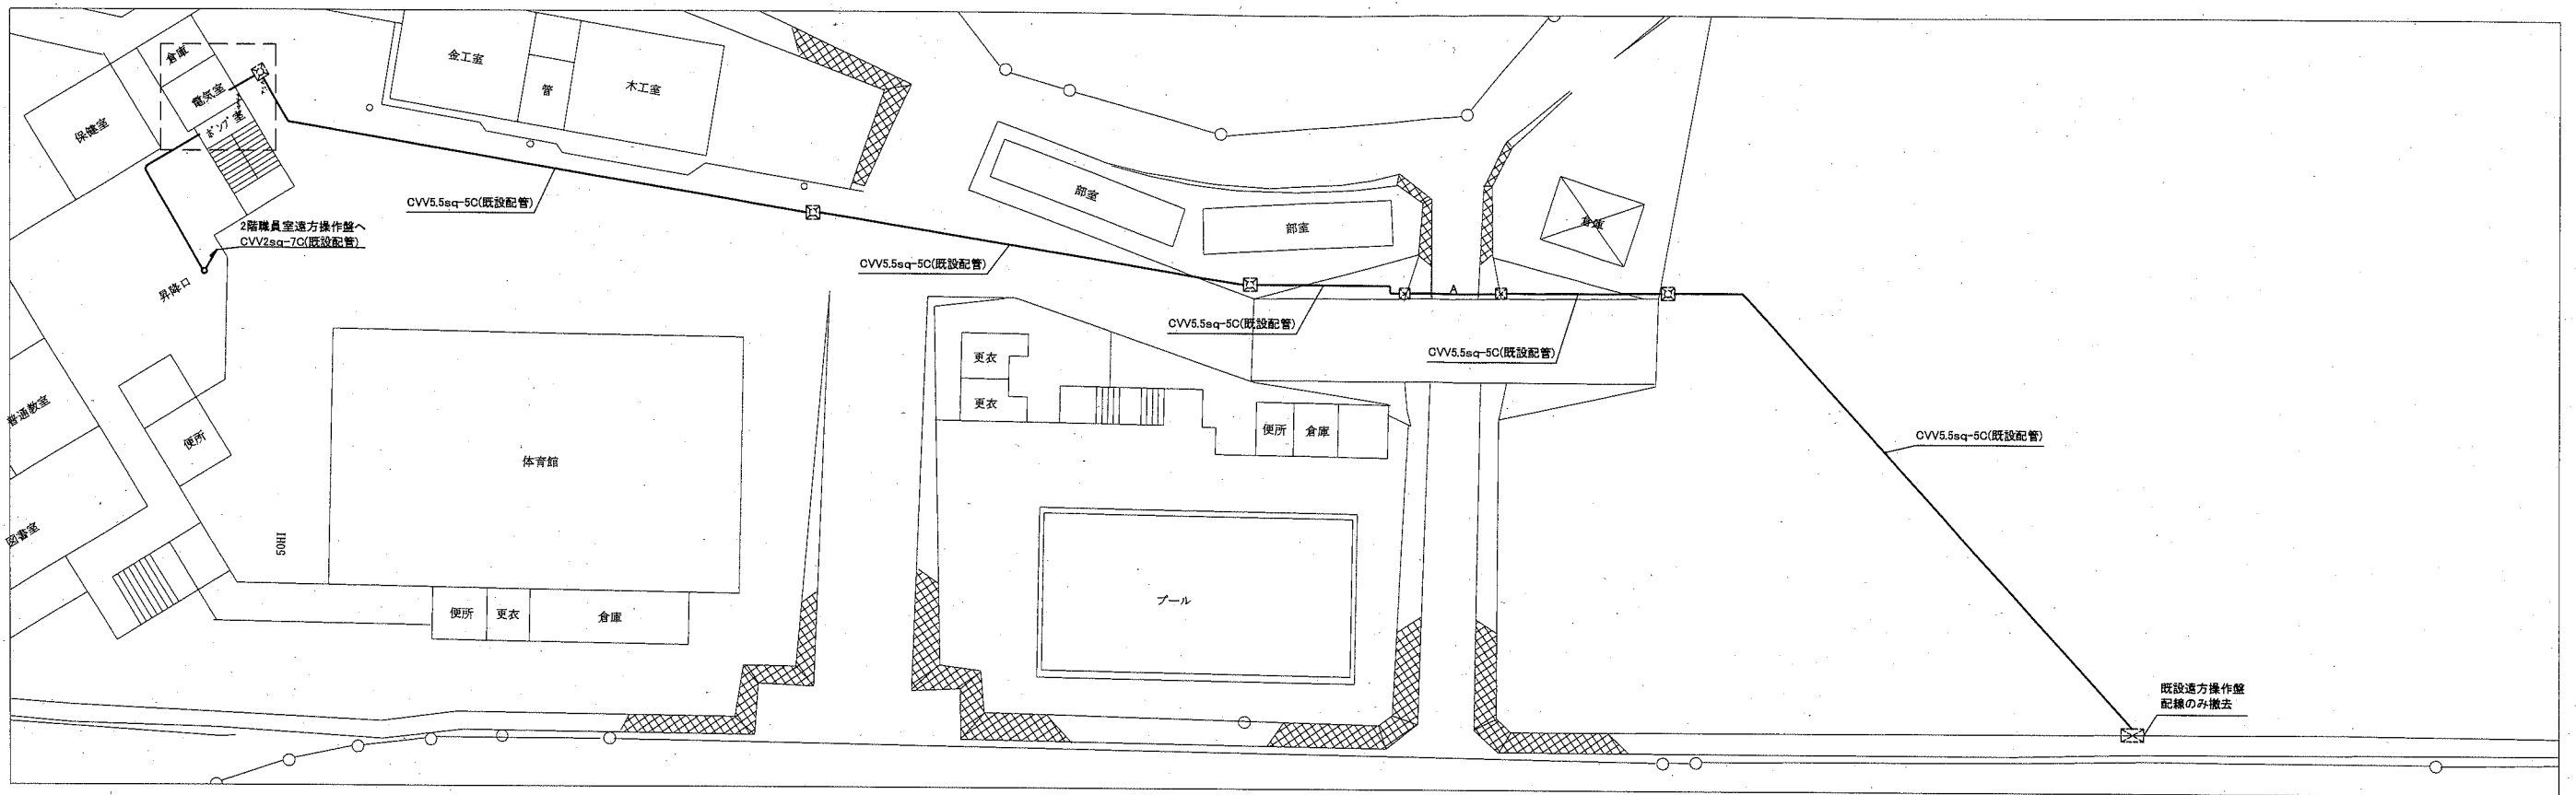 倉庫
電気室
ポンプ室
保健室
金工室
管
木工室
CVV5.5sq-5C(既設配管)
2階職員室遠方操作盤へ
CVV2sq-7C(既設配管)
昇降口
部室
部室
倉庫
CVV5.5sq-5C(既設配管)
A
CVV5.5sq-5C(既設配管)
CVV5.5sq-5C(既設配管)
CVV5.5sq-5C(既設配管)
普通教室
便所
図書室
50HI
体育館
便所
更衣
倉庫
更衣
更衣
便所
倉庫
プール
既設遠方操作盤
配線のみ撤去